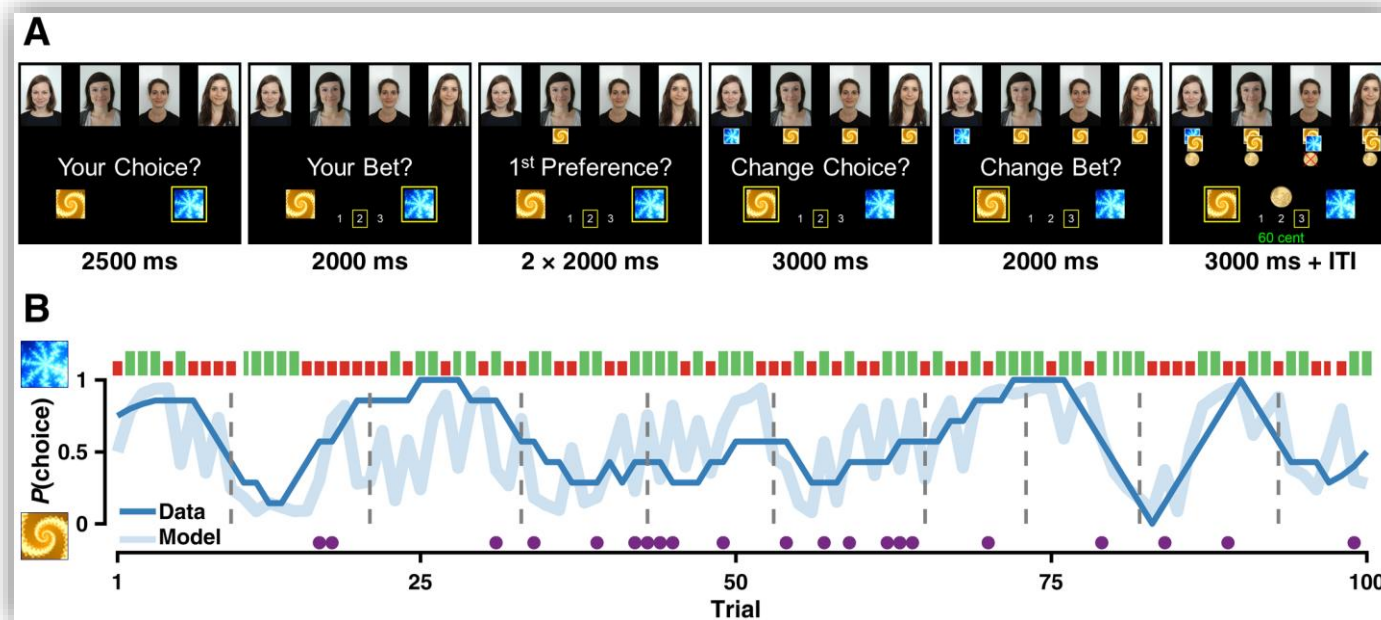 A
Your Choice?
Your Bet?
1 2 3
1st Preference?
1 2 3
Change Choice?
1 2 3
Change Bet?
1 2 3
1 2 3
60 cent
2500 ms
2000 ms
2 × 2000 ms
3000 ms
2000 ms
3000 ms + ITI
B
P(choice)
1
0.5
0
Data
Model
1 25 50 75 100
Trial